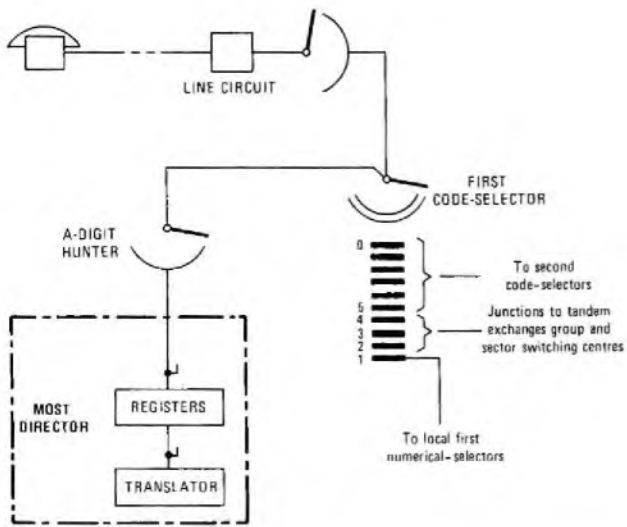 LINE CIRCUIT
FIRST
CODE-SELECTOR
A-DIGIT
HUNTER
0
To second
code-selectors
5
4
3
2
1
Junctions to tandem
exchanges group and
sector switching centres
MOST
DIRECTOR
REGISTERS
TRANSLATOR
To local first
numerical-selectors